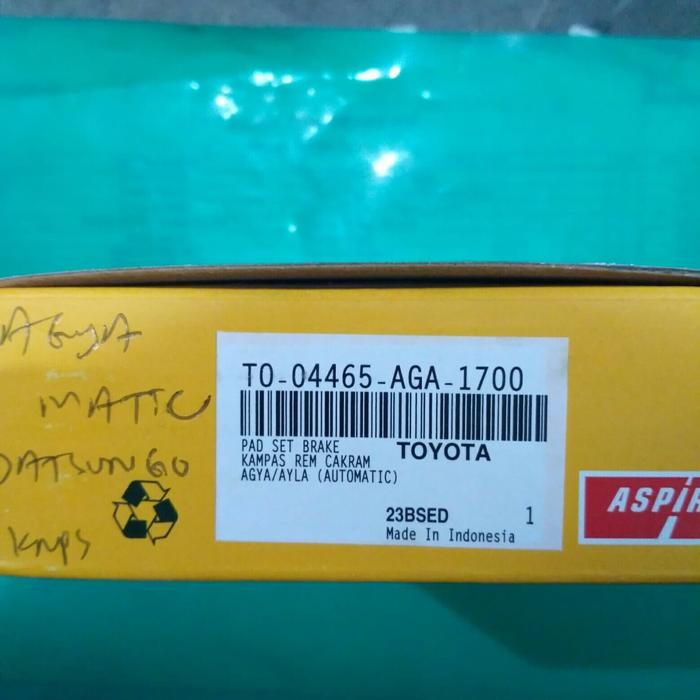 AGYA
MATIC
DATSUN GO
KMPS
TO-04465-AGA-1700
PAD SET BRAKE
TOYOTA
KAMPAS REM CAKRAM
AGYA/AYLA (AUTOMATIC)
23BSED 1
Made In Indonesia
ASPIR